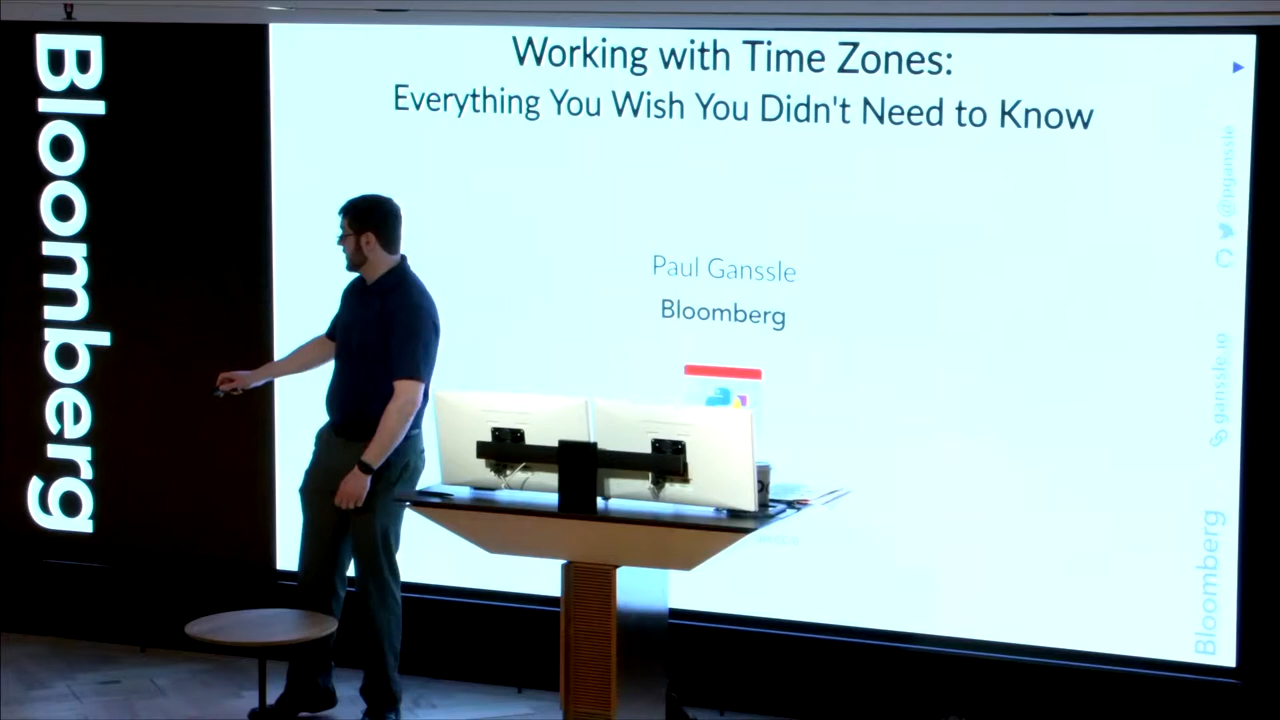 Bloomberg
Working with Time Zones:
Everything You Wish You Didn't Need to Know
Paul Ganssle
Bloomberg
@pganssle
ganssle.io
Bloomberg